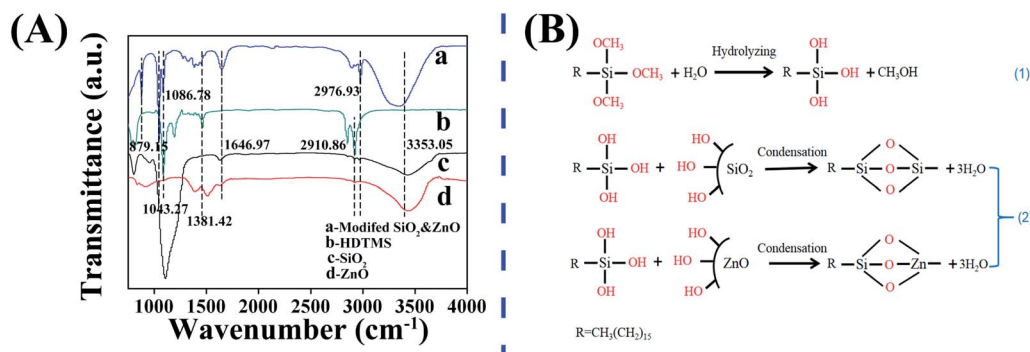 (A)
Transmittance (a.u.)
a
b
c
d
1086.78
2976.93
879.15
1646.97
2910.86
3353.05
1043.27
1381.42
a-Modifed SiO₂&ZnO
b-HDTMS
c-SiO₂
d-ZnO
1000 1500 2000 2500 3000 3500 4000
Wavenumber (cm⁻¹)
(B)
OCH₃
R—Si—OCH₃ + H₂O
OCH₃
Hydrolyzing
OH
R—Si—OH + CH₃OH
OH
(1)
OH
R—Si—OH +
OH
HO
HO
HO
SiO₂
Condensation
O
R—Si—O—Si— +3H₂O
O
(2
OH
R—Si—OH +
OH
HO
HO
HO
ZnO
Condensation
O
R—Si—O—Zn— +3H₂O
O
R=CH₃(CH₂)₁₅